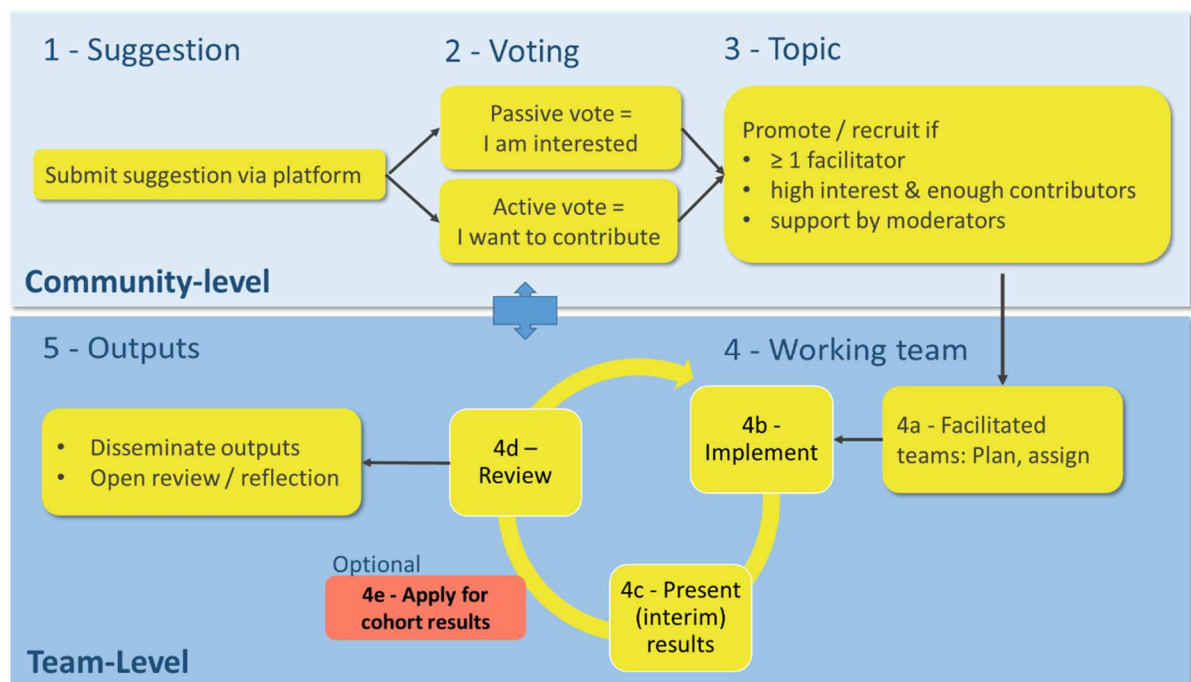 1 - Suggestion
2 - Voting
3 - Topic
Submit suggestion via platform
Passive vote =
I am interested
Active vote =
I want to contribute
Promote / recruit if
• ≥ 1 facilitator
• high interest & enough contributors
• support by moderators
Community-level
5 - Outputs
4 - Working team
• Disseminate outputs
• Open review / reflection
4d –
Review
4b -
Implement
4a - Facilitated
teams: Plan, assign
Optional
4e - Apply for
cohort results
4c - Present
(interim)
results
Team-Level